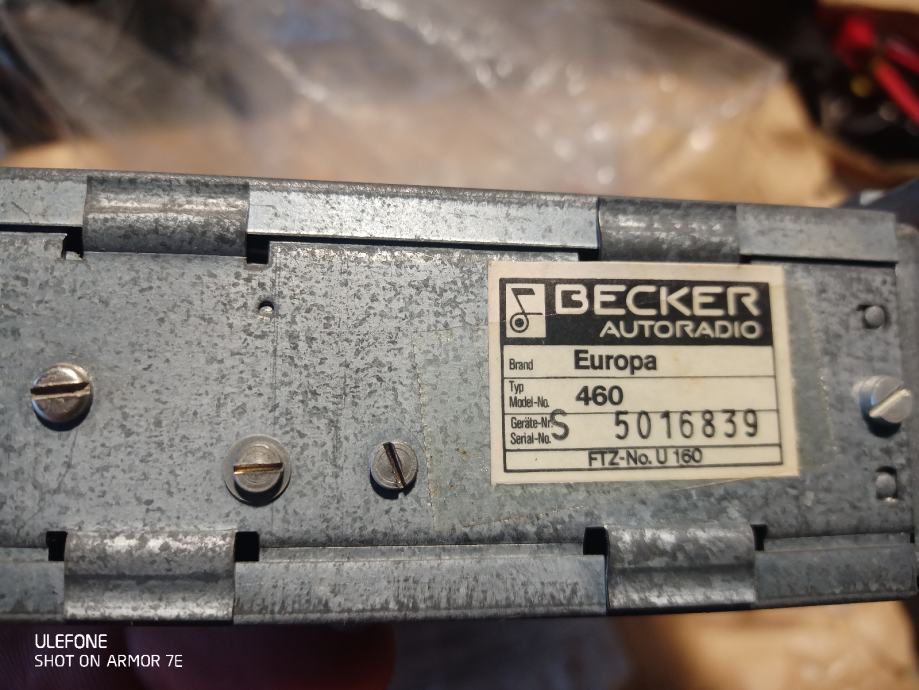 BECKER
AUTORADIO
Brand Europa
Typ
Model-No. 460
Geräte-Nr.
Serial-No. S 5016839
FTZ-No. U 160
ULEFONE
SHOT ON ARMOR 7E